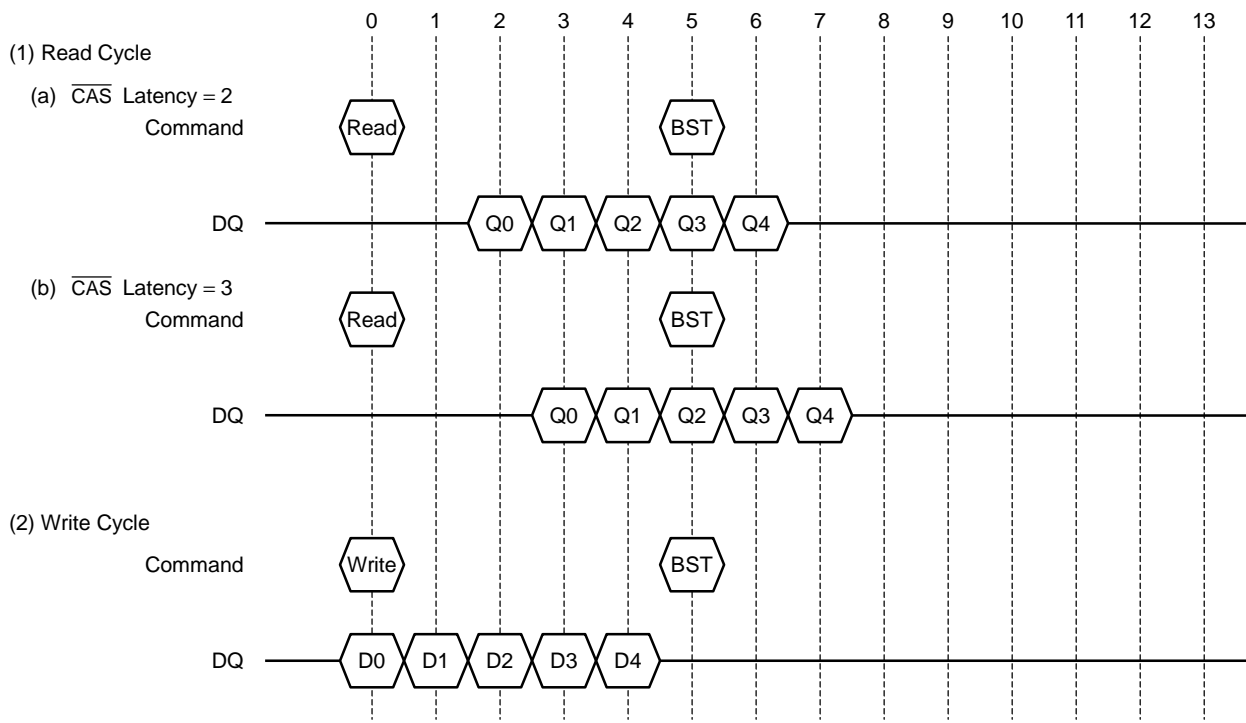 0 1 2 3 4 5 6 7 8 9 10 11 12 13
(1) Read Cycle
(a) CAS Latency = 2
Command Read BST
DQ Q0 Q1 Q2 Q3 Q4
(b) CAS Latency = 3
Command Read BST
DQ Q0 Q1 Q2 Q3 Q4
(2) Write Cycle
Command Write BST
DQ D0 D1 D2 D3 D4